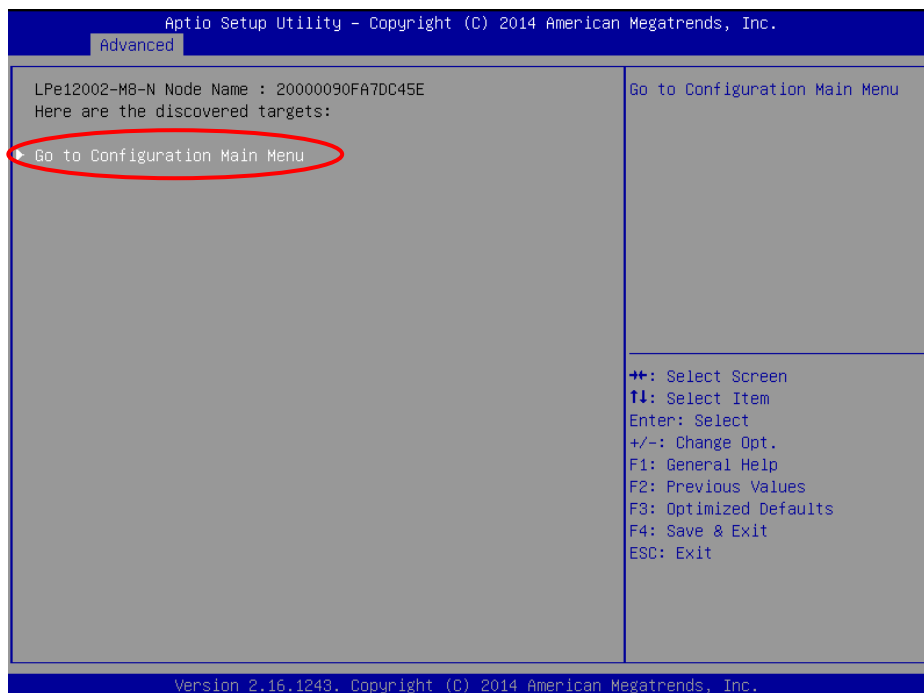 Aptio Setup Utility – Copyright (C) 2014 American Megatrends, Inc.
Advanced
LPe12002-M8-N Node Name : 20000090FA7DC45E
Here are the discovered targets:
Go to Configuration Main Menu
Go to Configuration Main Menu
→←: Select Screen
↑↓: Select Item
Enter: Select
+/-: Change Opt.
F1: General Help
F2: Previous Values
F3: Optimized Defaults
F4: Save & Exit
ESC: Exit
Version 2.16.1243. Copyright (C) 2014 American Megatrends, Inc.